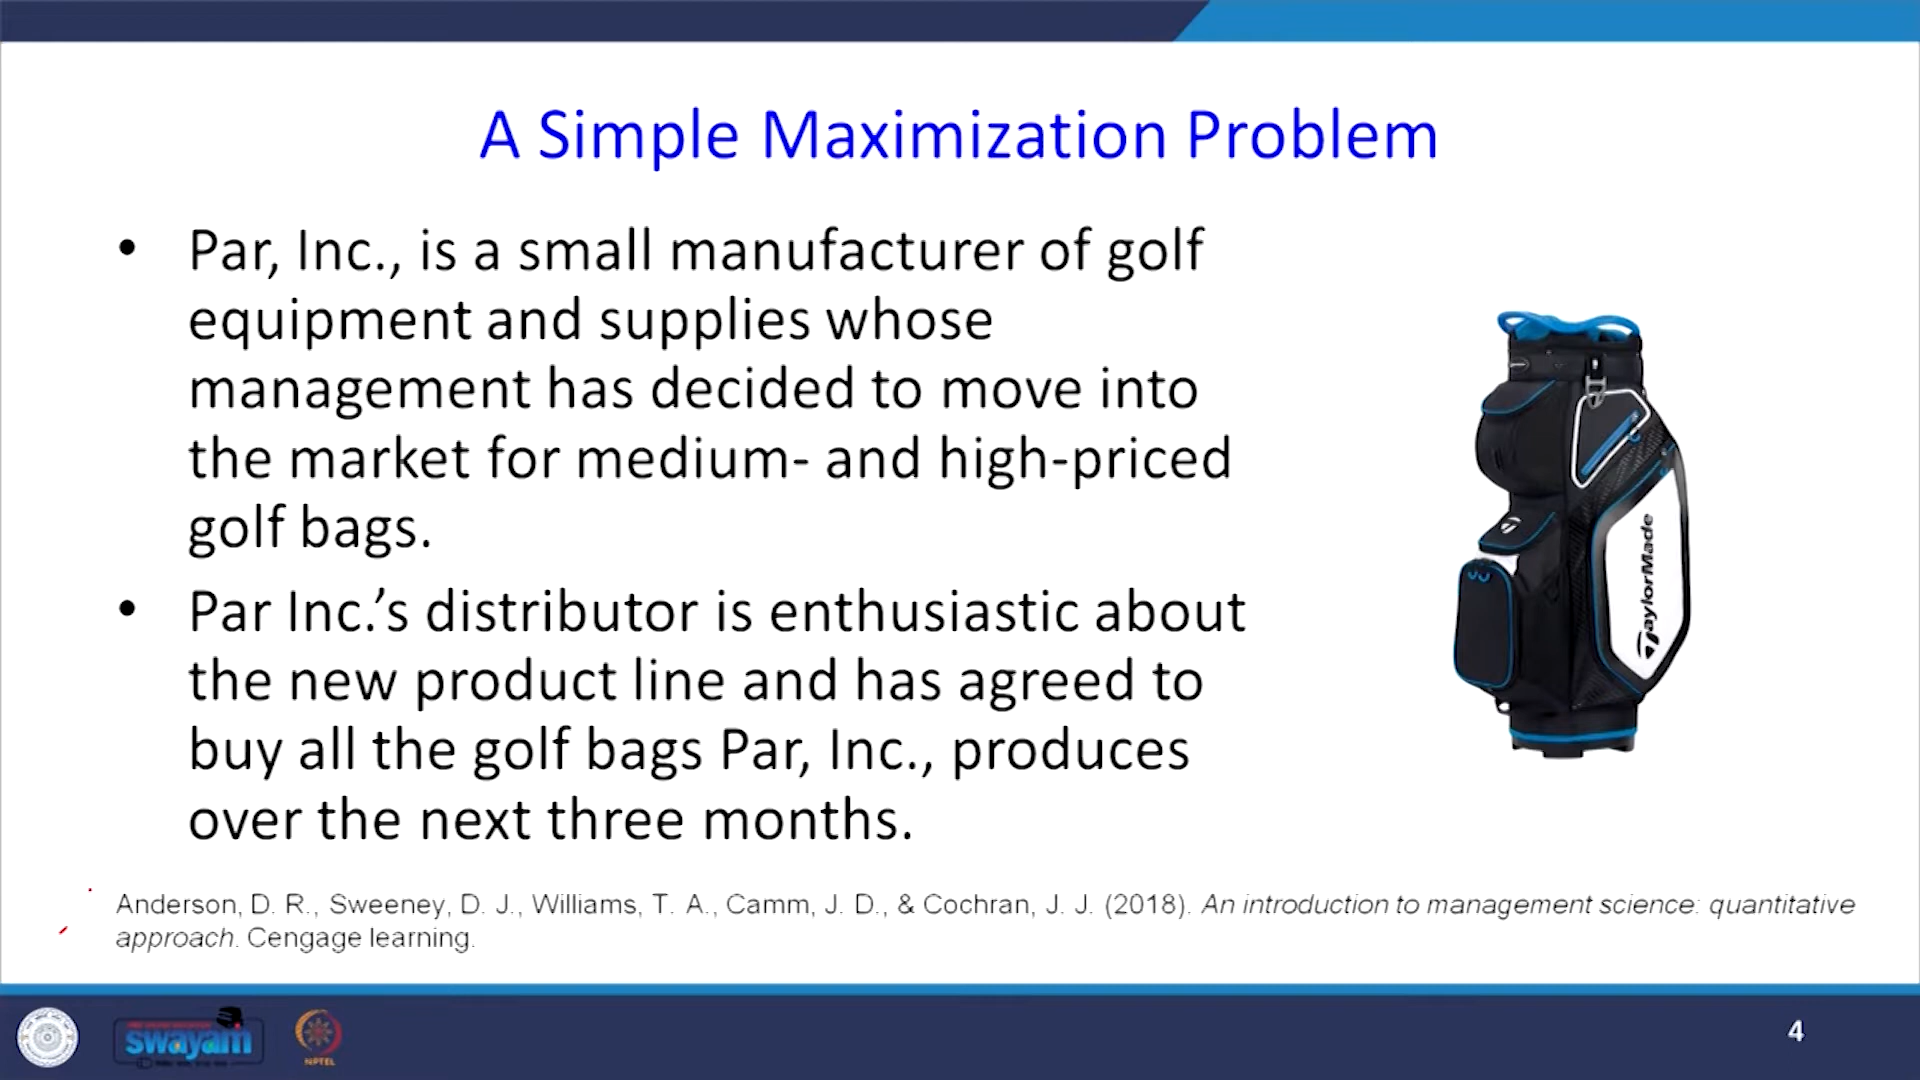 A Simple Maximization Problem
• Par, Inc., is a small manufacturer of golf
equipment and supplies whose
management has decided to move into
the market for medium- and high-priced
golf bags.
• Par Inc.’s distributor is enthusiastic about
the new product line and has agreed to
buy all the golf bags Par, Inc., produces
over the next three months.
TaylorMade
Anderson, D. R., Sweeney, D. J., Williams, T. A., Camm, J. D., & Cochran, J. J. (2018). An introduction to management science: quantitative
approach. Cengage learning.
swayam
NPTEL
4